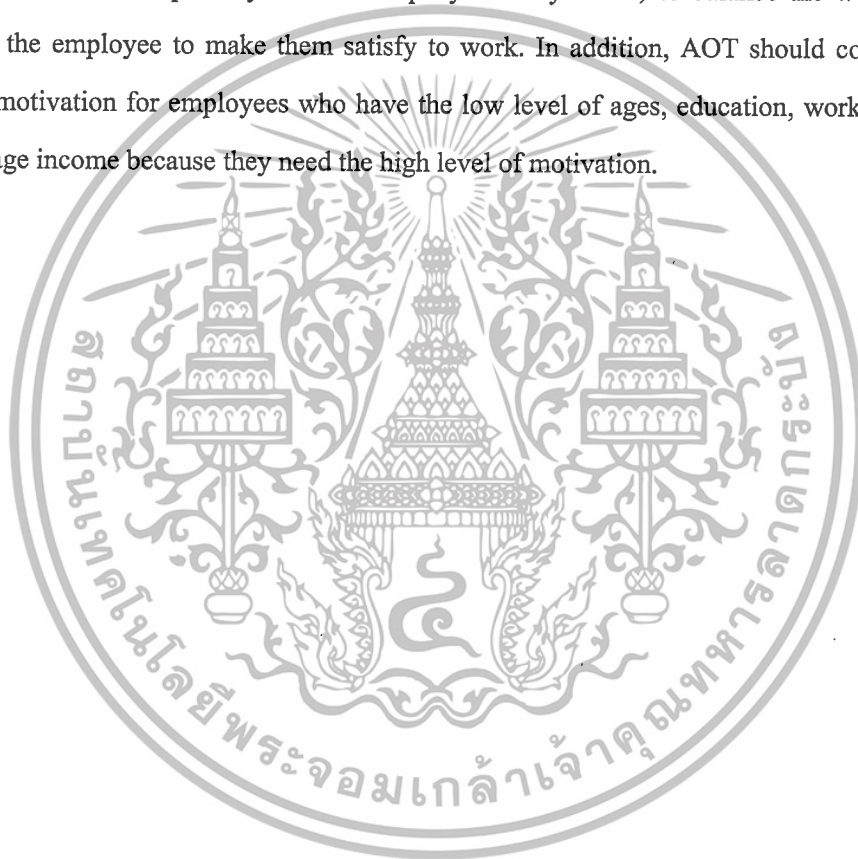 the employee to make them satisfy to work. In addition, AOT should co
motivation for employees who have the low level of ages, education, work
age income because they need the high level of motivation.
๔
สถาบันเทคโนโลยีพระจอมเกล้าเจ้าคุณทหารลาดกระบัง